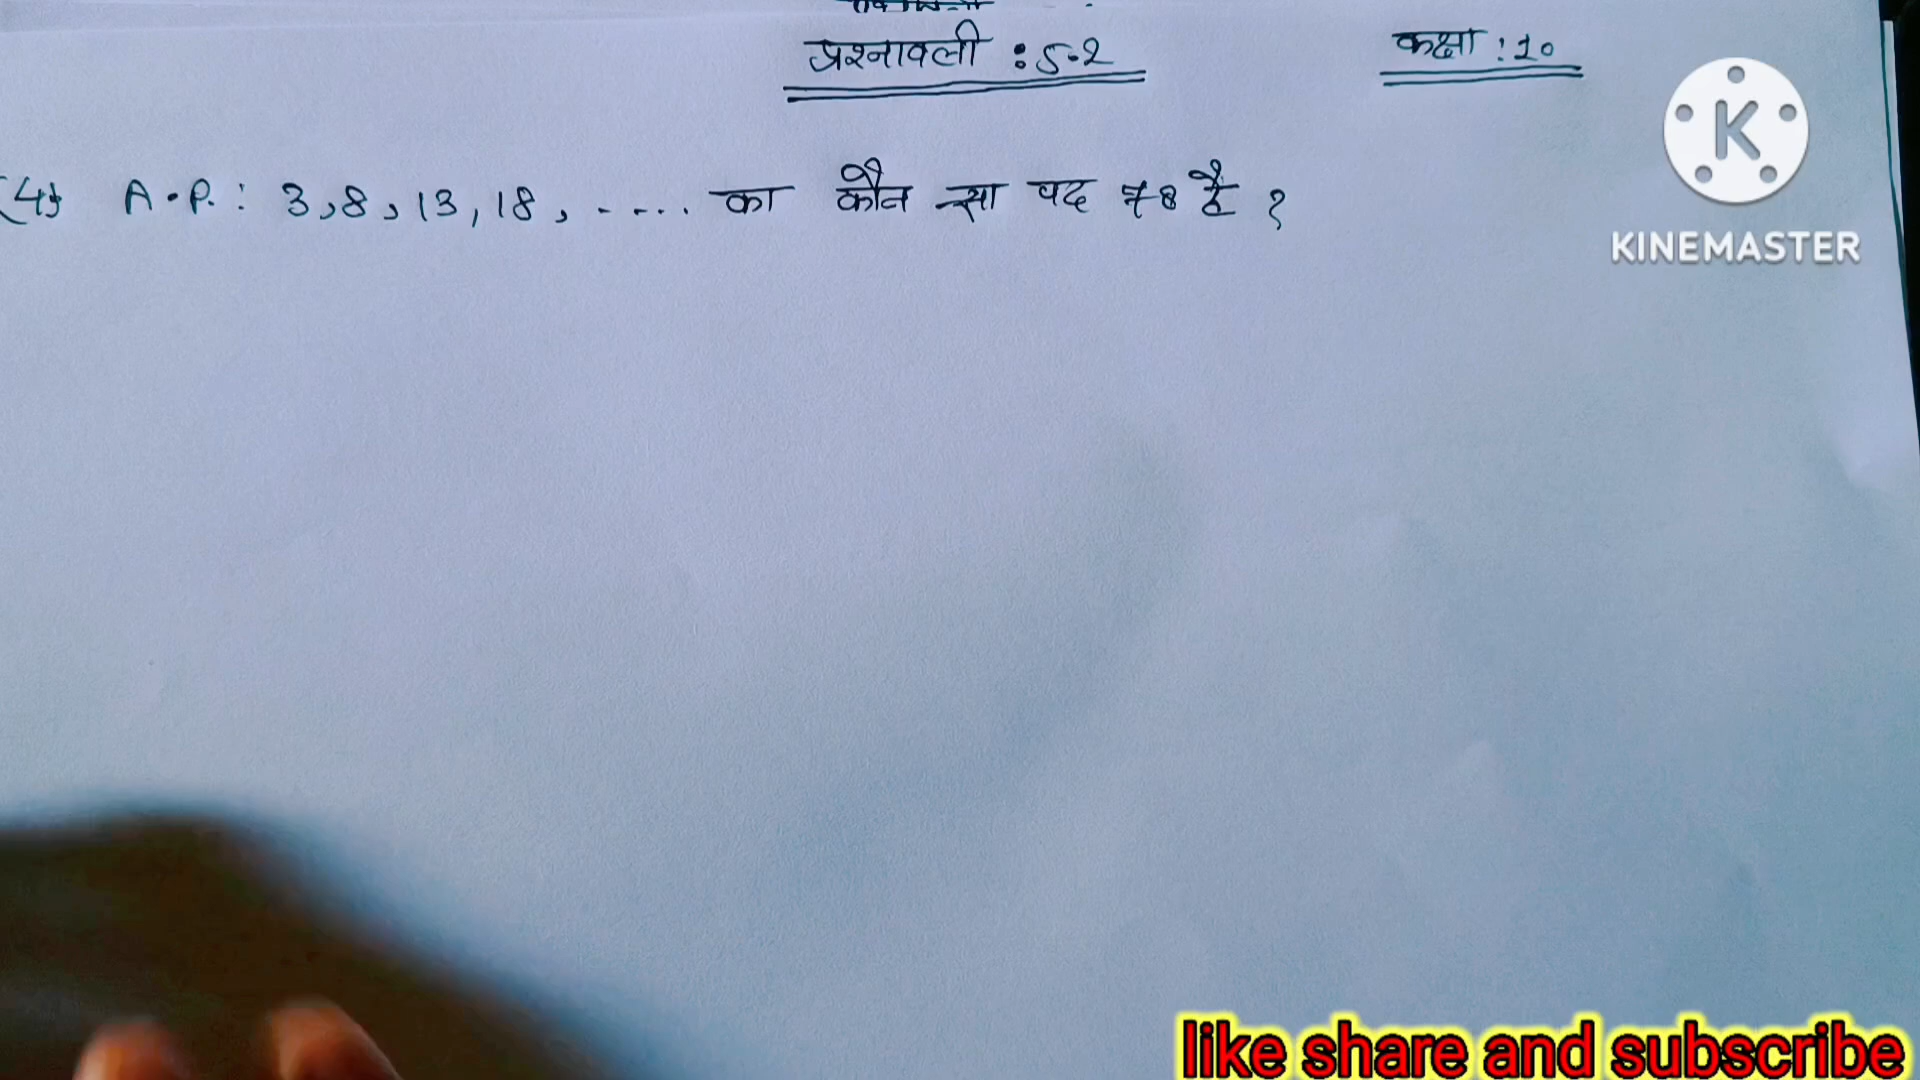 प्रश्नावली : 5.2
कक्षा : 10
(4) A.P. : 3, 8, 13, 18, ..... का कौन सा पद 78 है ?
KINEMASTER
like share and subscribe